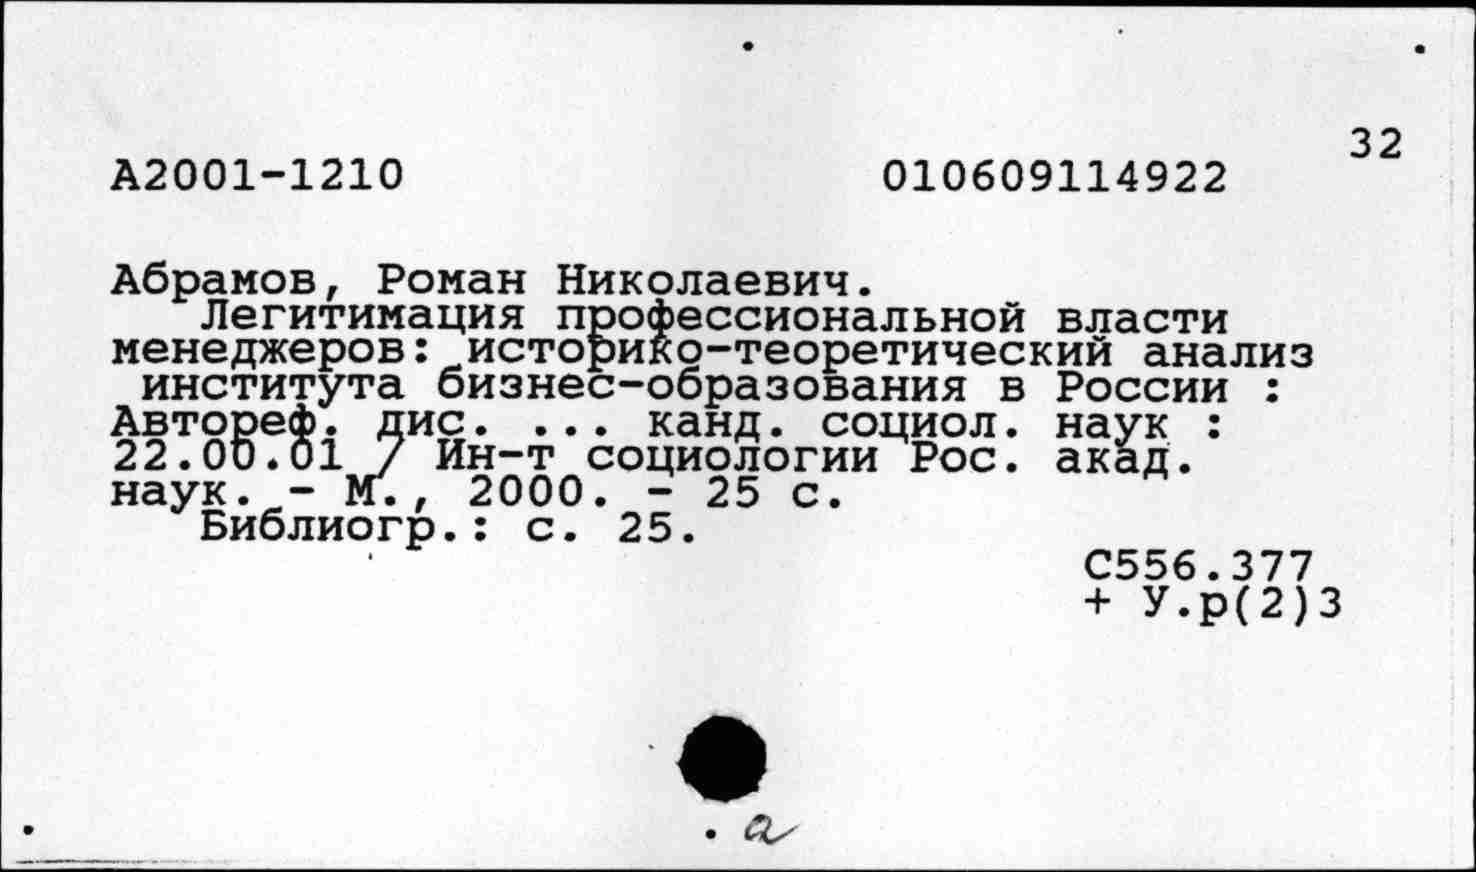 32
А2001-1210 010609114922
Абрамов, Роман Николаевич.
Легитимация профессиональной власти
менеджеров: историко-теоретический анализ
института бизнес-образования в России :
Автореф. дис. ... канд. социол. наук :
22.00.01 / Ин-т социологии Рос. акад.
наук. - М., 2000. - 25 с.
Библиогр.: с. 25.
С556.377
+ У.р(2)3
а